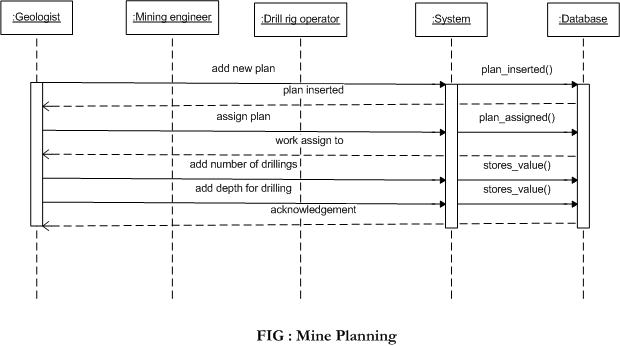 :Geologist
:Mining engineer
:Drill rig operator
:System
:Database
add new plan
plan_inserted()
plan inserted
assign plan
plan_assigned()
work assign to
add number of drillings
stores_value()
add depth for drilling
stores_value()
acknowledgement
FIG : Mine Planning